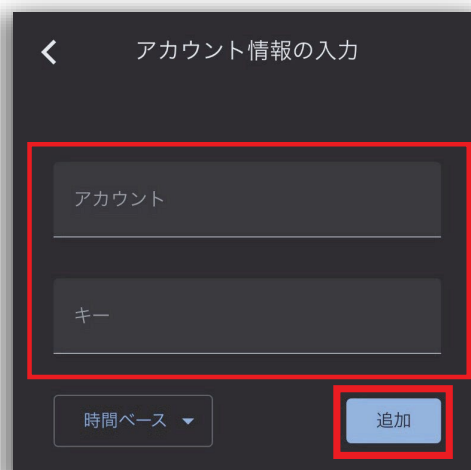 アカウント情報の入力
アカウント
キー
時間ベース
追加